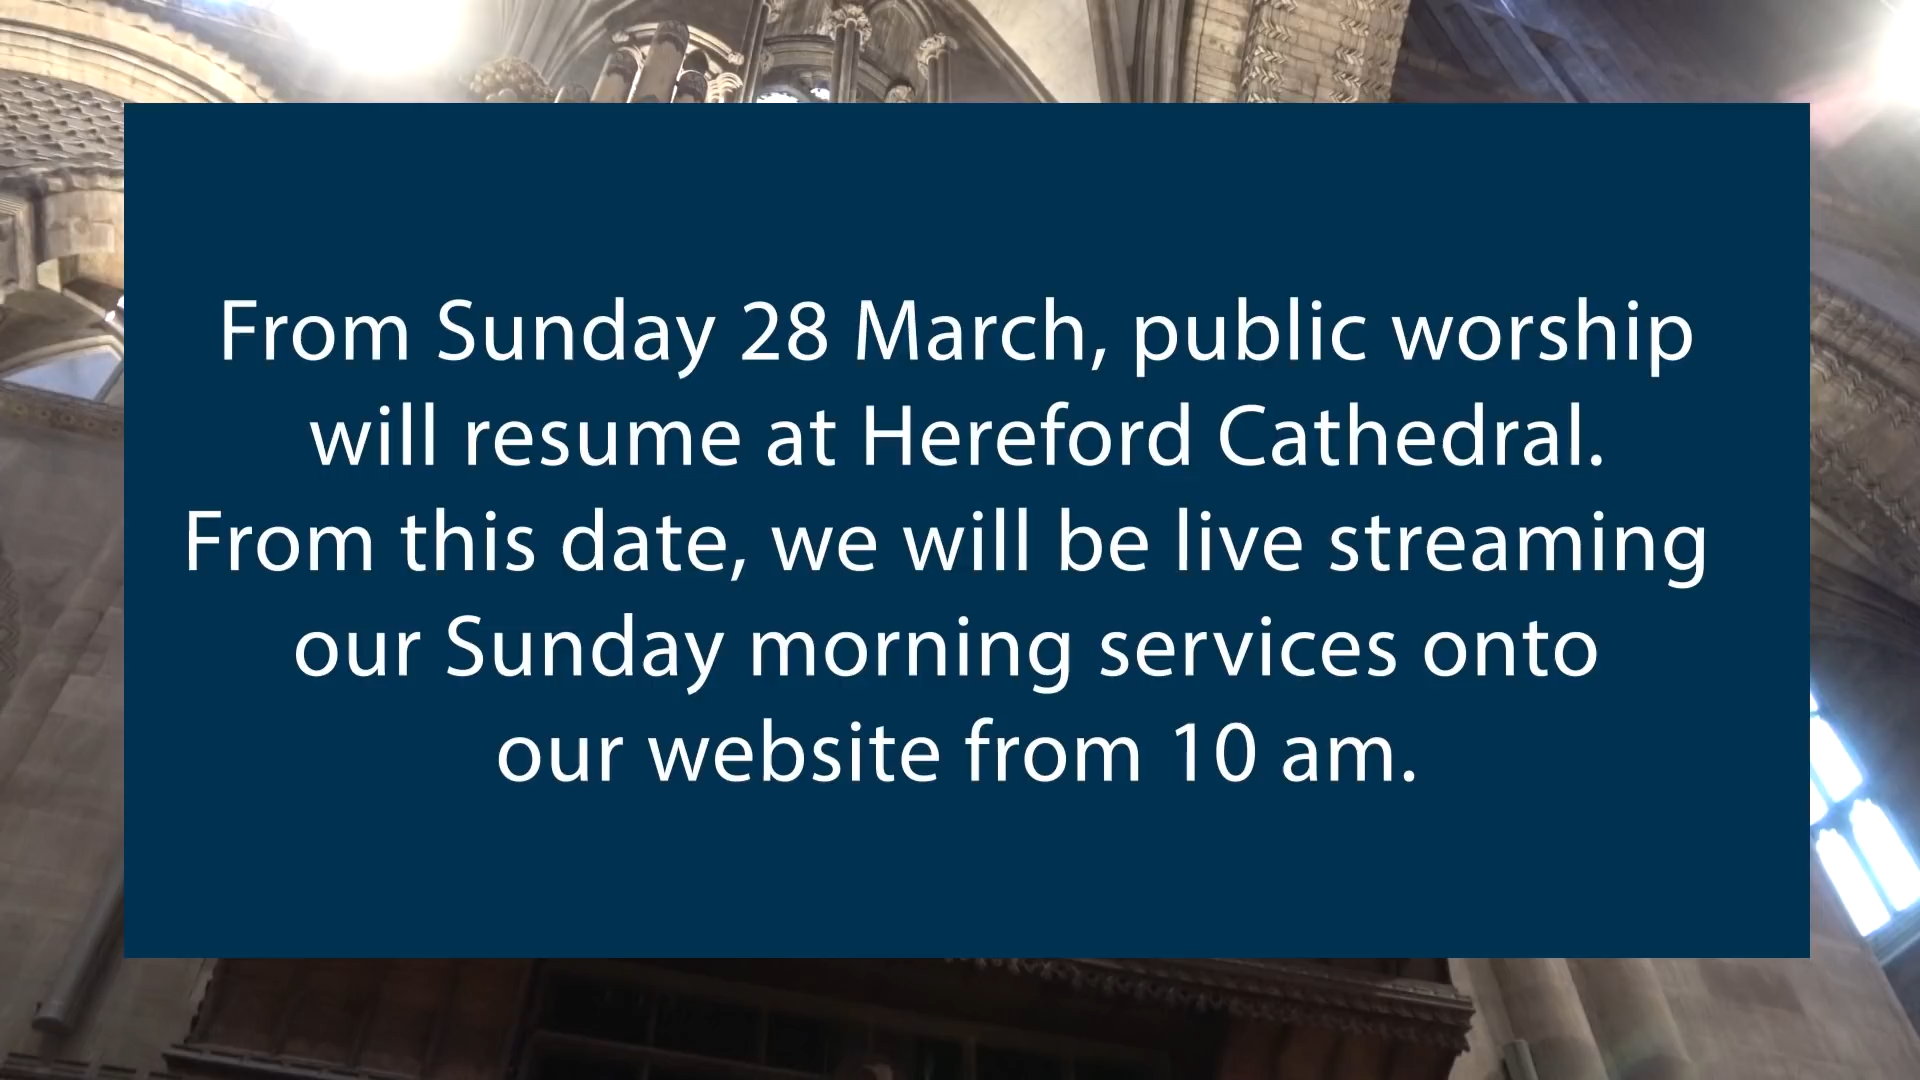 From Sunday 28 March, public worship
will resume at Hereford Cathedral.
From this date, we will be live streaming
our Sunday morning services onto
our website from 10 am.